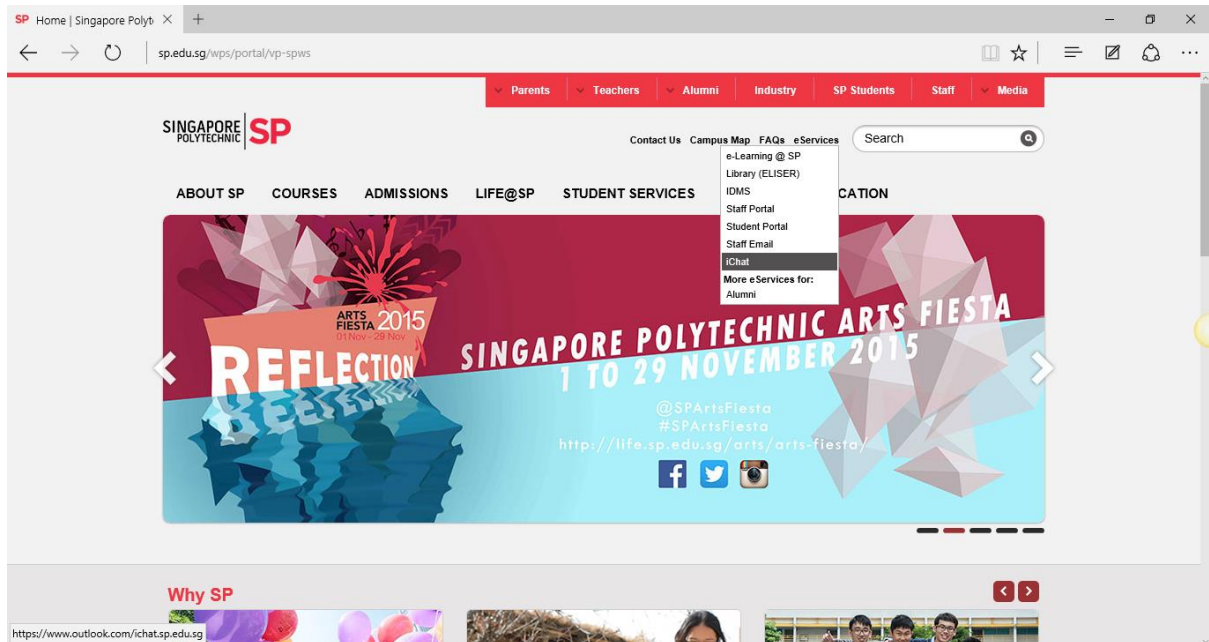 SP Home | Singapore Polyt
sp.edu.sg/wps/portal/vp-spws
Parents Teachers Alumni Industry SP Students Staff Media
SINGAPORE
POLYTECHNIC
SP
Contact Us Campus Map FAQs eServices
Search
e-Learning @ SP
Library (ELISER)
IDMS
Staff Portal
Student Portal
Staff Email
iChat
More eServices for:
Alumni
ABOUT SP COURSES ADMISSIONS LIFE@SP STUDENT SERVICES CATION
ARTS
FIESTA 2015
01 Nov - 29 Nov
REFLECTION
SINGAPORE POLYTECHNIC ARTS FIESTA
1 TO 29 NOVEMBER 2015
@SPArtsFiesta
#SPArtsFiesta
http://life.sp.edu.sg/arts/arts-fiesta/
Why SP
https://www.outlook.com/ichat.sp.edu.sg